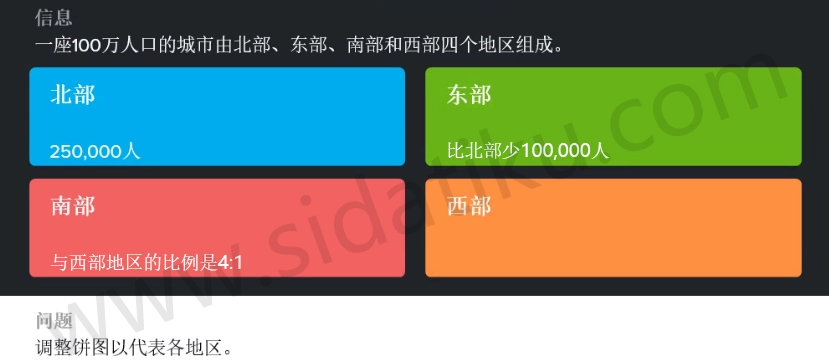 信息
一座100万人口的城市由北部、东部、南部和西部四个地区组成。
北部
东部
250,000人
比北部少100,000人
南部
西部
与西部地区的比例是4:1
www.sidariku.com
问题
调整饼图以代表各地区。